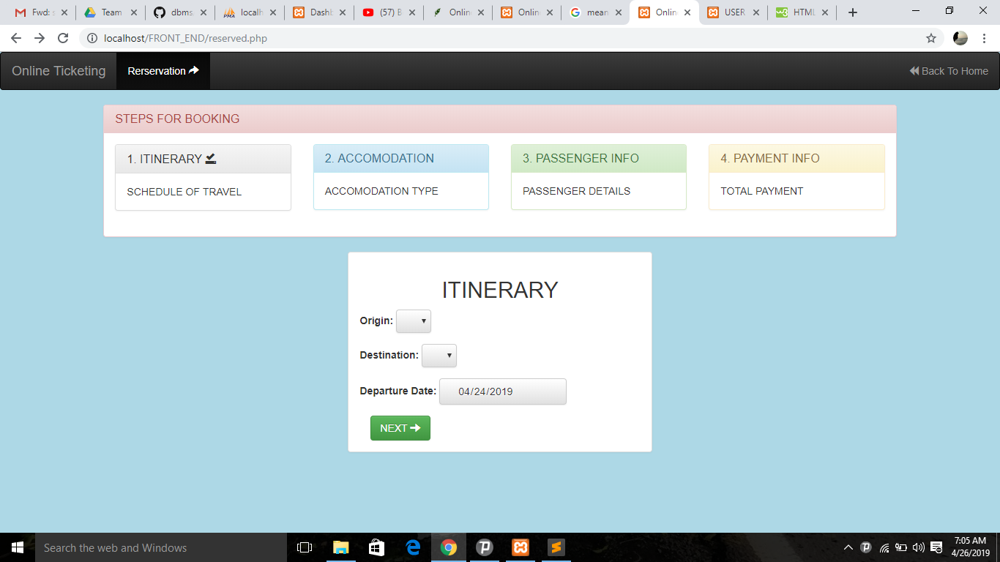 Fwd: s
Team
dbms.
localh
Dashb
(57) B
Online
Online
mean
Onlin
USER
HTML
localhost/FRONT_END/reserved.php
Online Ticketing Rerservation Back To Home
STEPS FOR BOOKING
1. ITINERARY
SCHEDULE OF TRAVEL
2. ACCOMODATION
ACCOMODATION TYPE
3. PASSENGER INFO
PASSENGER DETAILS
4. PAYMENT INFO
TOTAL PAYMENT
ITINERARY
Origin:
Destination:
Departure Date: 04/24/2019
NEXT
Search the web and Windows
7:05 AM
4/26/2019